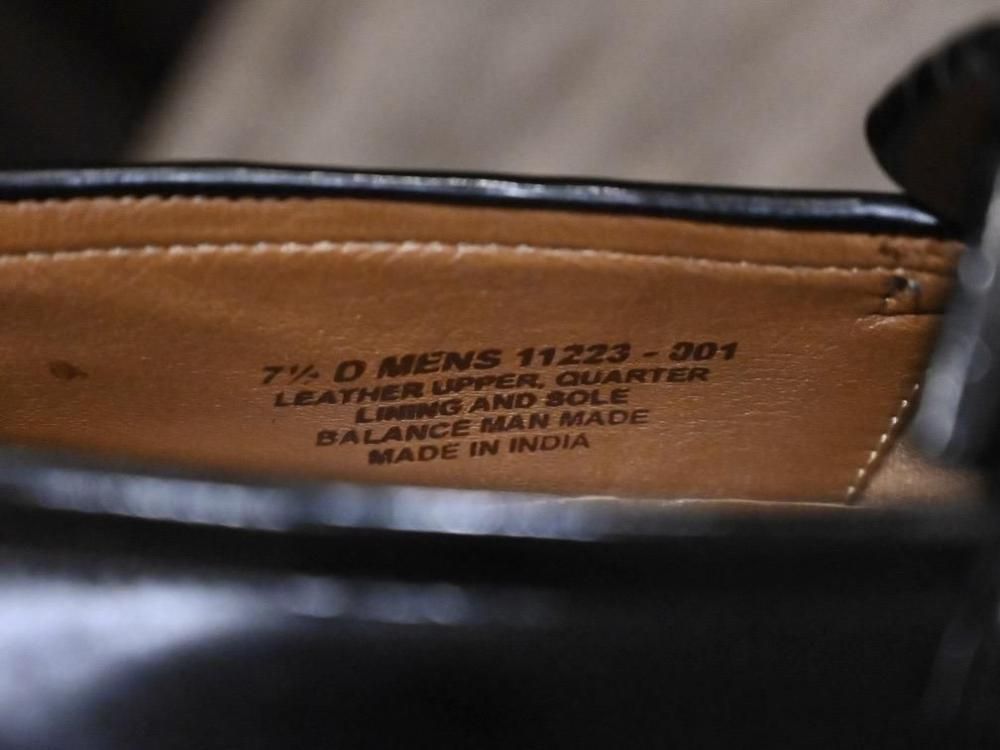 7½ D MENS 11223 - 001
LEATHER UPPER, QUARTER
LINING AND SOLE
BALANCE MAN MADE
MADE IN INDIA